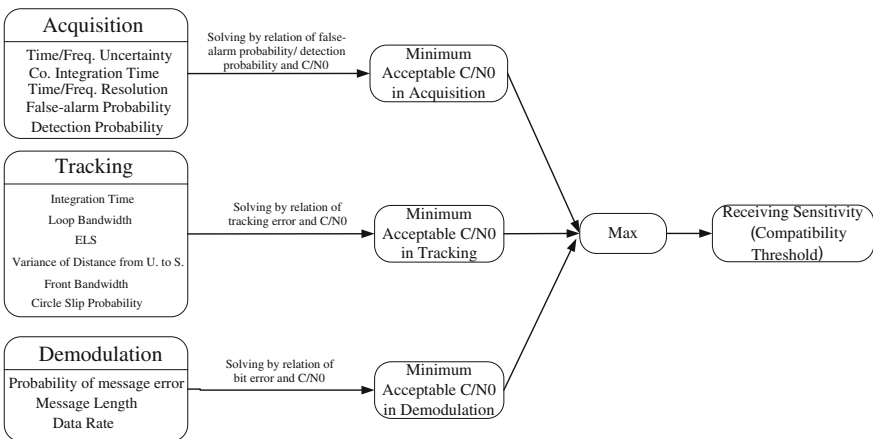 Acquisition
Time/Freq. Uncertainty
Co. Integration Time
Time/Freq. Resolution
False-alarm Probability
Detection Probability
Solving by relation of false-
alarm probability/ detection
probability and C/N0
Minimum
Acceptable C/N0
in Acquisition
Tracking
Integration Time
Loop Bandwidth
ELS
Variance of Distance from U. to S.
Front Bandwidth
Circle Slip Probability
Solving by relation of
tracking error and C/N0
Minimum
Acceptable C/N0
in Tracking
Max
Receiving Sensitivity
(Compatibility
Threshold)
Demodulation
Probability of message error
Message Length
Data Rate
Solving by relation of
bit error and C/N0
Minimum
Acceptable C/N0
in Demodulation